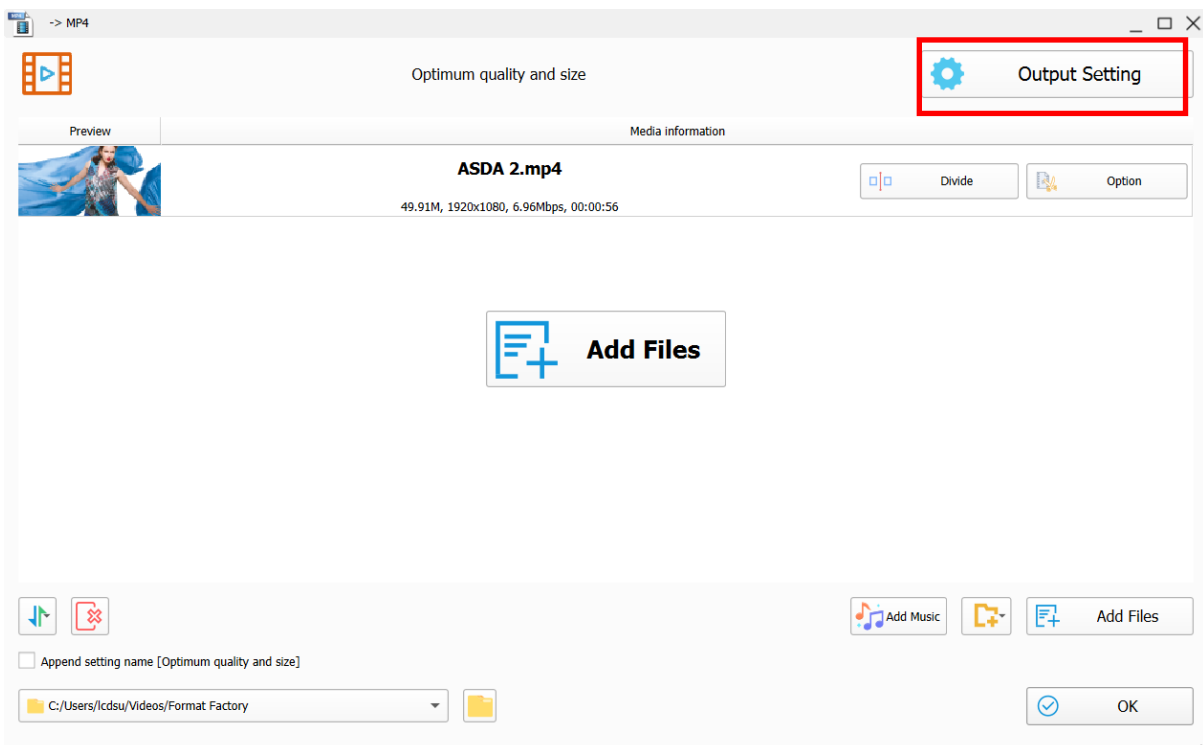 -> MP4
Optimum quality and size
Output Setting
Preview
Media information
ASDA 2.mp4
49.91M, 1920x1080, 6.96Mbps, 00:00:56
Divide
Option
Add Files
Add Music
Add Files
Append setting name [Optimum quality and size]
C:/Users/lcdsu/Videos/Format Factory
OK